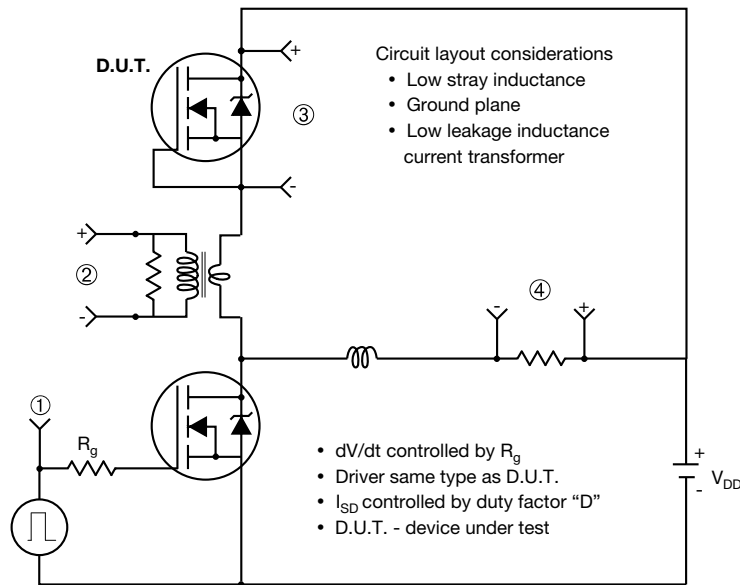 D.U.T.
+
③
-
Circuit layout considerations
• Low stray inductance
• Ground plane
• Low leakage inductance
current transformer
+
②
-
④
-
+
①
Rg
• dV/dt controlled by Rg
• Driver same type as D.U.T.
• ISD controlled by duty factor “D”
• D.U.T. - device under test
+
VDD
-